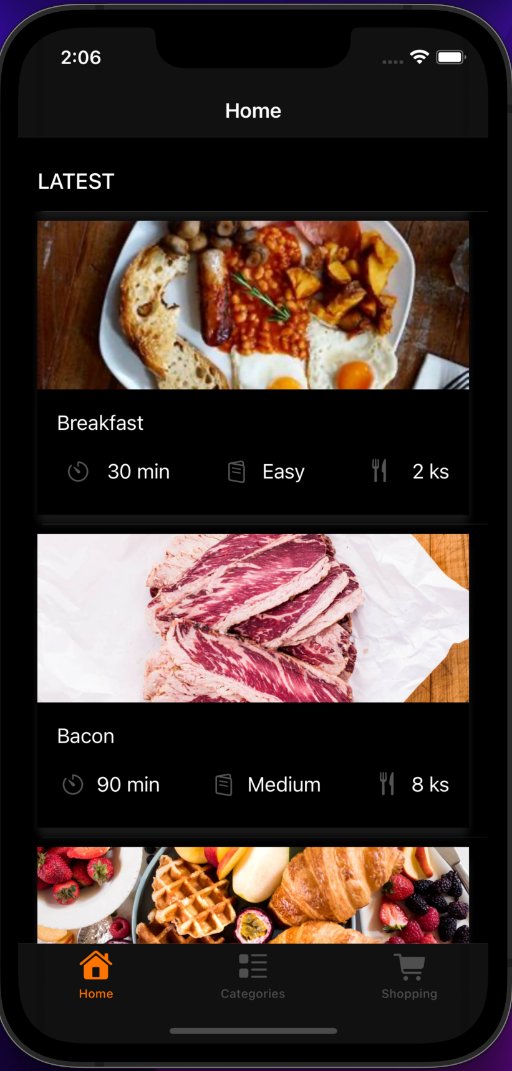 2:06
Home
LATEST
Breakfast
30 min Easy 2 ks
Bacon
90 min Medium 8 ks
Home Categories Shopping